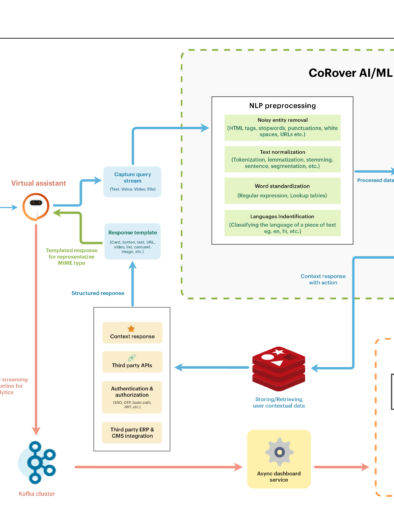 CoRover AI/ML
NLP preprocessing
Noisy entity removal
(HTML tags, stopwords, punctuations, white
spaces, URLs etc.)
Text normalization
(Tokenization, lemmatization, stemming,
sentence, segmentation, etc.)
Word standardization
(Regular expression, Lookup tables)
Languages Indentification
(Classifying the language of a piece of text
eg. en, hi, etc.)
Processed data
Capture query
stream
(Text, Voice, Video, File)
Virtual assistant
Response template
(Card, button, text, URL,
video, list, carousel,
image, etc.)
Templated response
for representative
MIME type
Structured response
Context response
with action
Context response
Third party APIs
Authentication &
authorization
(SSO, OTP, basic auth,
JWT, etc.)
Third party ERP &
CMS integration
Storing/Retrieving
user contextual data
streaming
for
Kafka cluster
Async dashboard
service